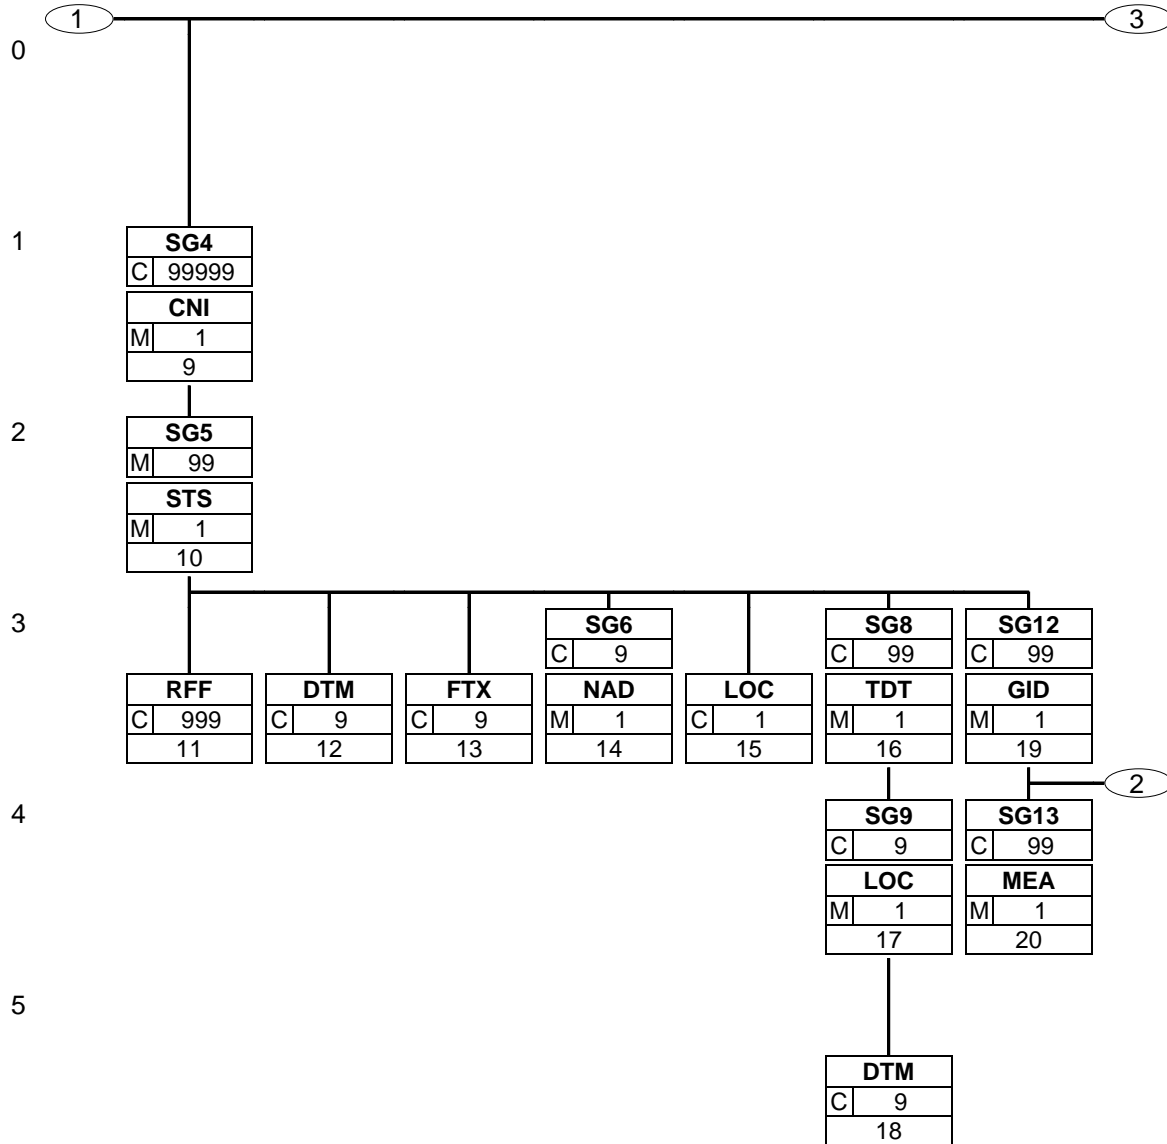 1 3
0
1 SG4
C 99999
CNI
M 1
9
2 SG5
M 99
STS
M 1
10
3 SG6 SG8 SG12
C 9 C 99 C 99
RFF DTM FTX NAD LOC TDT GID
C 999 C 9 C 9 M 1 C 1 M 1 M 1
11 12 13 14 15 16 19
2
4 SG9 SG13
C 9 C 99
LOC MEA
M 1 M 1
17 20
5
DTM
C 9
18